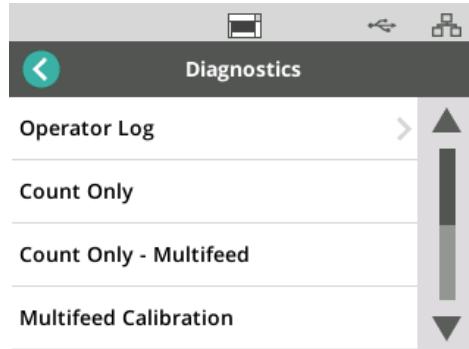 Diagnostics
Operator Log
Count Only
Count Only - Multifeed
Multifeed Calibration